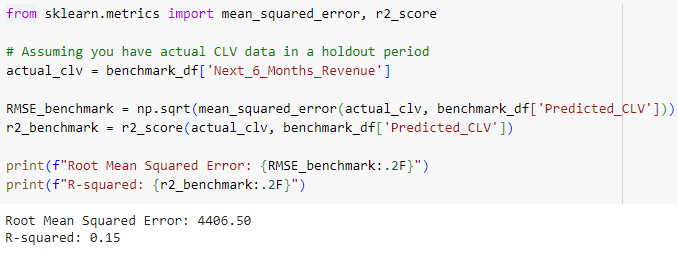 from sklearn.metrics import mean_squared_error, r2_score
# Assuming you have actual CLV data in a holdout period
actual_clv = benchmark_df['Next_6_Months_Revenue']
RMSE_benchmark = np.sqrt(mean_squared_error(actual_clv, benchmark_df['Predicted_CLV']))
r2_benchmark = r2_score(actual_clv, benchmark_df['Predicted_CLV'])
print(f"Root Mean Squared Error: {RMSE_benchmark:.2F}")
print(f"R-squared: {r2_benchmark:.2F}")
Root Mean Squared Error: 4406.50
R-squared: 0.15